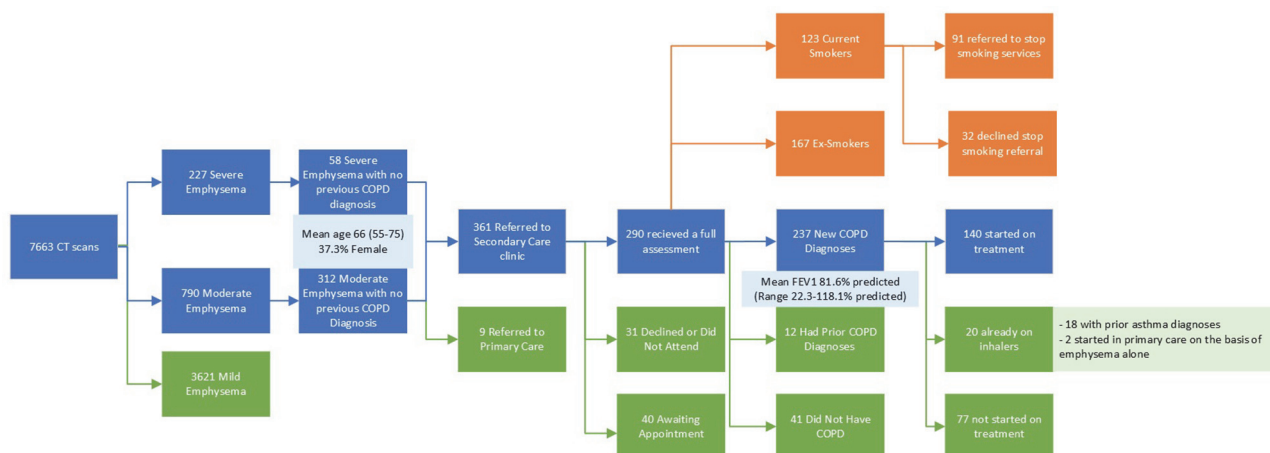 7663 CT scans
227 Severe
Emphysema
790 Moderate
Emphysema
3621 Mild
Emphysema
58 Severe
Emphysema with no
previous COPD
diagnosis
Mean age 66 (55-75)
37.3% Female
312 Moderate
Emphysema with no
previous COPD
Diagnosis
361 Referred to
Secondary Care
clinic
9 Referred to
Primary Care
290 recieved a full
assessment
31 Declined or Did
Not Attend
40 Awaiting
Appointment
123 Current
Smokers
167 Ex-Smokers
237 New COPD
Diagnoses
Mean FEV1 81.6% predicted
(Range 22.3-118.1% predicted)
12 Had Prior COPD
Diagnoses
41 Did Not Have
COPD
91 referred to stop
smoking services
32 declined stop
smoking referral
140 started on
treatment
20 already on
inhalers
- 18 with prior asthma diagnoses
- 2 started in primary care on the basis of
emphysema alone
77 not started on
treatment